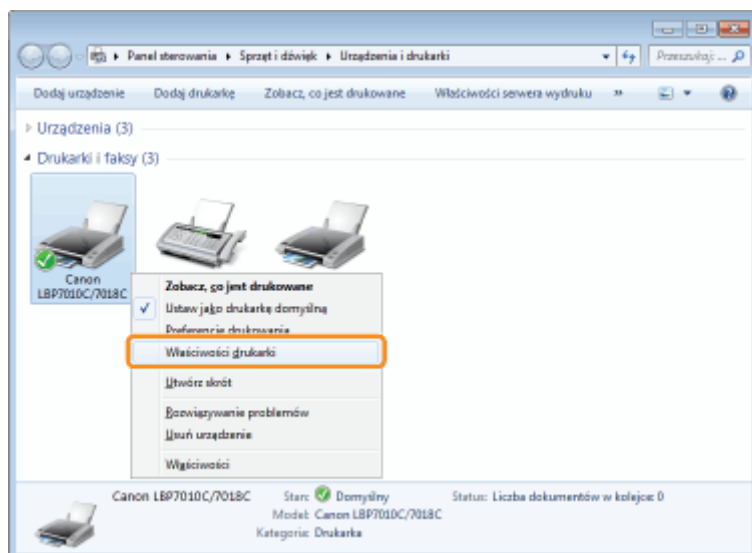 Panel sterowania ▸ Sprzęt i dźwięk ▸ Urządzenia i drukarki
Przeszukaj: ...
Dodaj urządzenie Dodaj drukarkę Zobacz, co jest drukowane Właściwości serwera wydruku »
Urządzenia (3)
Drukarki i faksy (3)
Canon
LBP7010C/7018C
Zobacz, co jest drukowane
Ustaw jako drukarkę domyślną
Preferencje drukowania
Właściwości drukarki
Utwórz skrót
Rozwiązywanie problemów
Usuń urządzenie
Właściwości
Canon LBP7010C/7018C Stan: Domyślny Status: Liczba dokumentów w kolejce: 0
Model: Canon LBP7010C/7018C
Kategoria: Drukarka